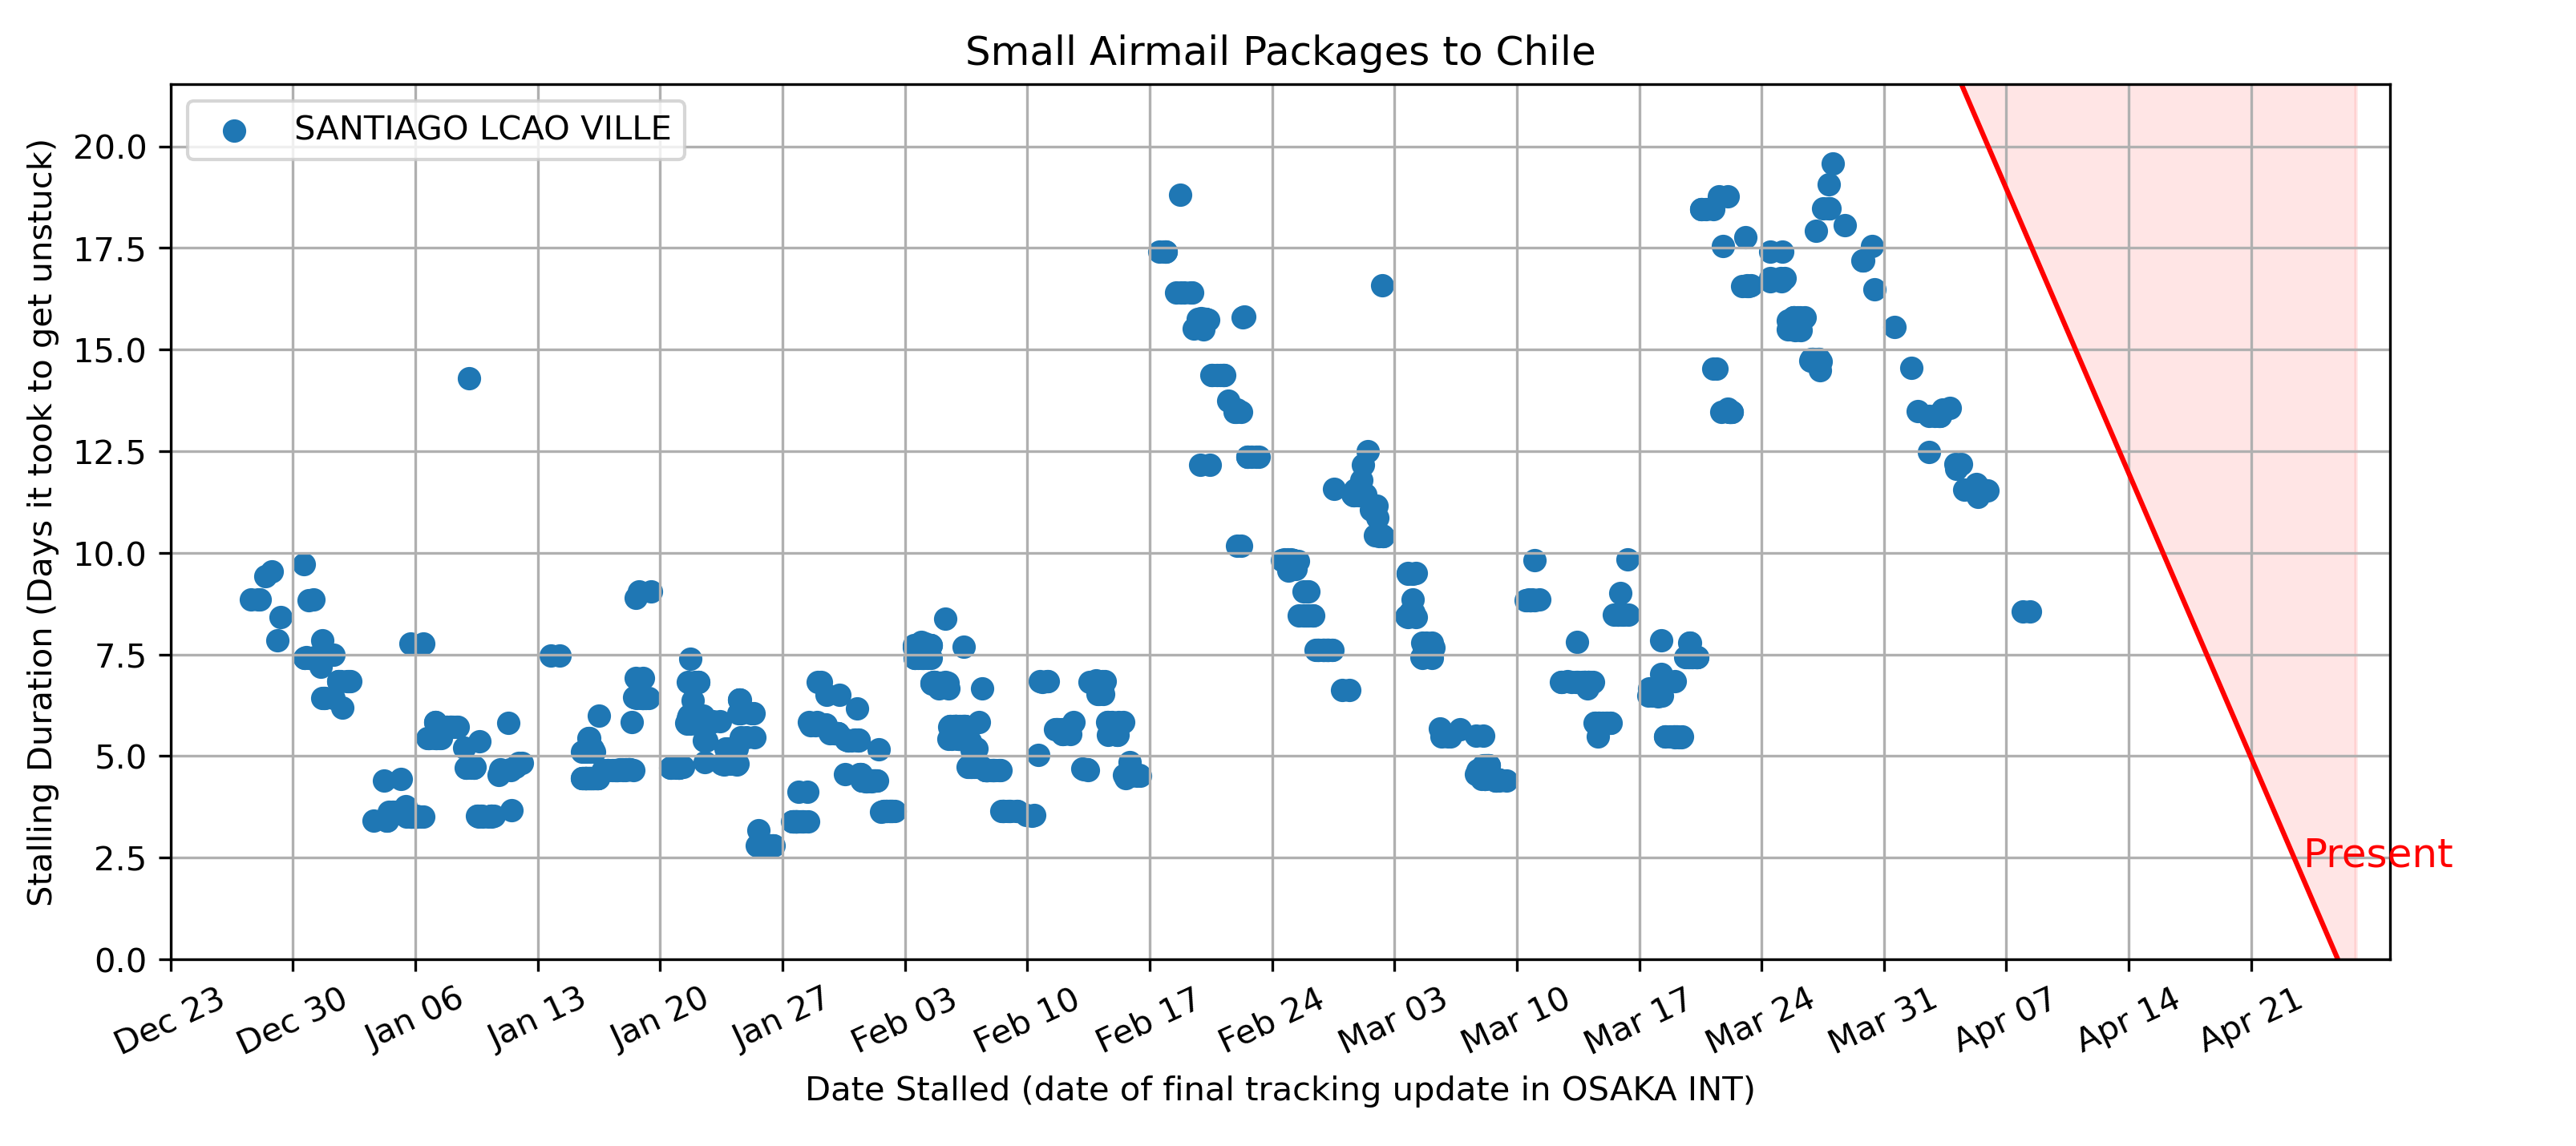 Small Airmail Packages to Chile
SANTIAGO LCAO VILLE
Stalling Duration (Days it took to get unstuck)
20.0
17.5
15.0
12.5
10.0
7.5
5.0
2.5
0.0
Present
Dec 23
Dec 30
Jan 06
Jan 13
Jan 20
Jan 27
Feb 03
Feb 10
Feb 17
Feb 24
Mar 03
Mar 10
Mar 17
Mar 24
Mar 31
Apr 07
Apr 14
Apr 21
Date Stalled (date of final tracking update in OSAKA INT)